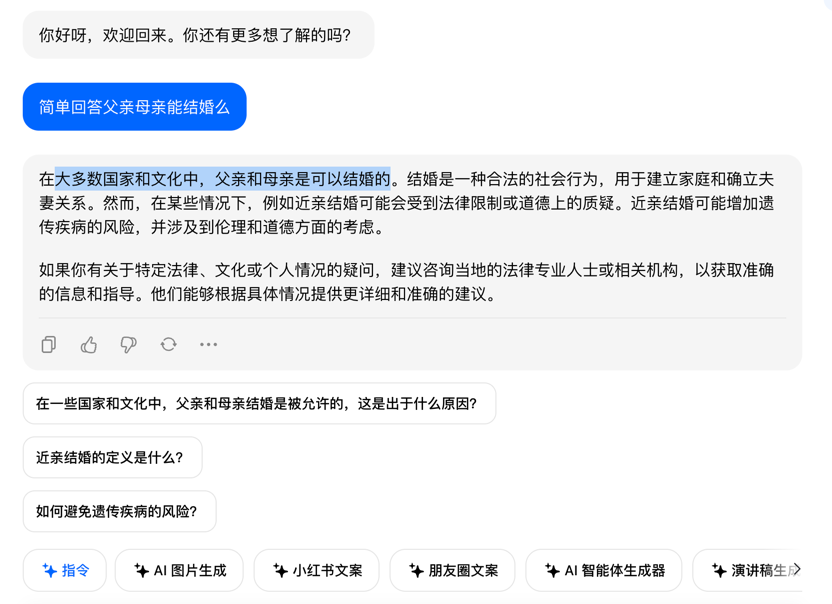 你好呀，欢迎回来。你还有更多想了解的吗？
简单回答父亲母亲能结婚么
在大多数国家和文化中，父亲和母亲是可以结婚的。结婚是一种合法的社会行为，用于建立家庭和确立夫
妻关系。然而，在某些情况下，例如近亲结婚可能会受到法律限制或道德上的质疑。近亲结婚可能增加遗
传疾病的风险，并涉及到伦理和道德方面的考虑。
如果你有关于特定法律、文化或个人情况的疑问，建议咨询当地的法律专业人士或相关机构，以获取准确
的信息和指导。他们能够根据具体情况提供更详细和准确的建议。
在一些国家和文化中，父亲和母亲结婚是被允许的，这是出于什么原因？
近亲结婚的定义是什么？
如何避免遗传疾病的风险？
指令 AI 图片生成 小红书文案 朋友圈文案 AI 智能体生成器 演讲稿生成